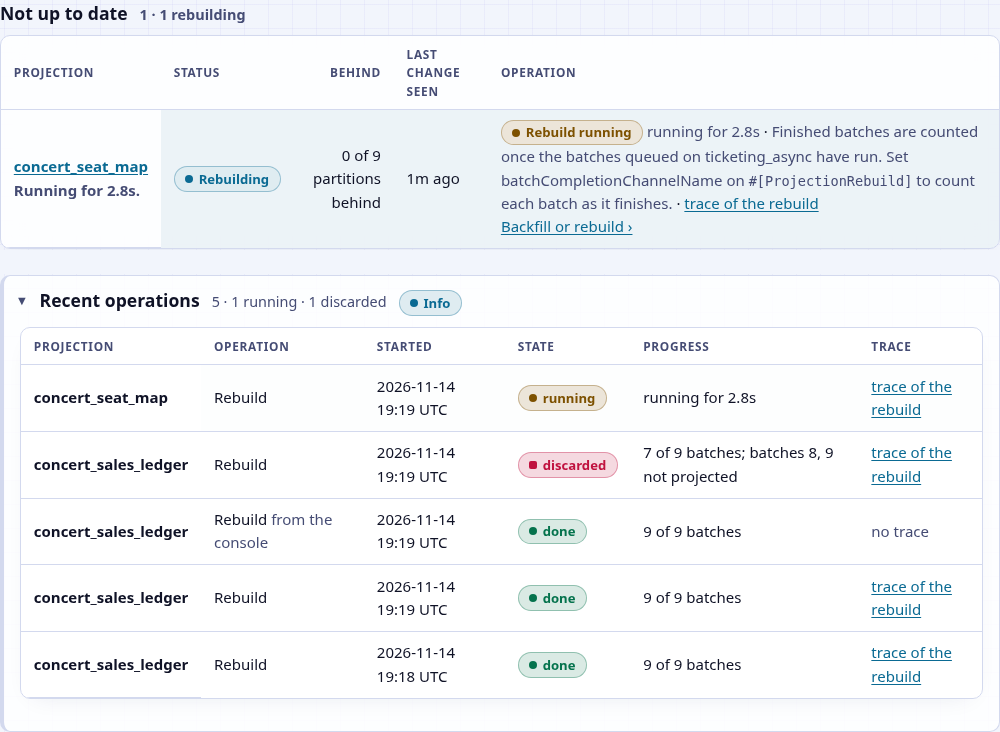 Not up to date 1 · 1 rebuilding
PROJECTION STATUS BEHIND LAST CHANGE SEEN OPERATION
concert_seat_map
Running for 2.8s.
Rebuilding
0 of 9
partitions
behind
1m ago
Rebuild running running for 2.8s · Finished batches are counted
once the batches queued on ticketing_async have run. Set
batchCompletionChannelName on #[ProjectionRebuild] to count
each batch as it finishes. · trace of the rebuild
Backfill or rebuild ›
▼ Recent operations 5 · 1 running · 1 discarded Info
PROJECTION OPERATION STARTED STATE PROGRESS TRACE
concert_seat_map
Rebuild
2026-11-14
19:19 UTC
running
running for 2.8s
trace of the
rebuild
concert_sales_ledger
Rebuild
2026-11-14
19:19 UTC
discarded
7 of 9 batches; batches 8, 9
not projected
trace of the
rebuild
concert_sales_ledger
Rebuild from the
console
2026-11-14
19:19 UTC
done
9 of 9 batches
no trace
concert_sales_ledger
Rebuild
2026-11-14
19:19 UTC
done
9 of 9 batches
trace of the
rebuild
concert_sales_ledger
Rebuild
2026-11-14
19:18 UTC
done
9 of 9 batches
trace of the
rebuild